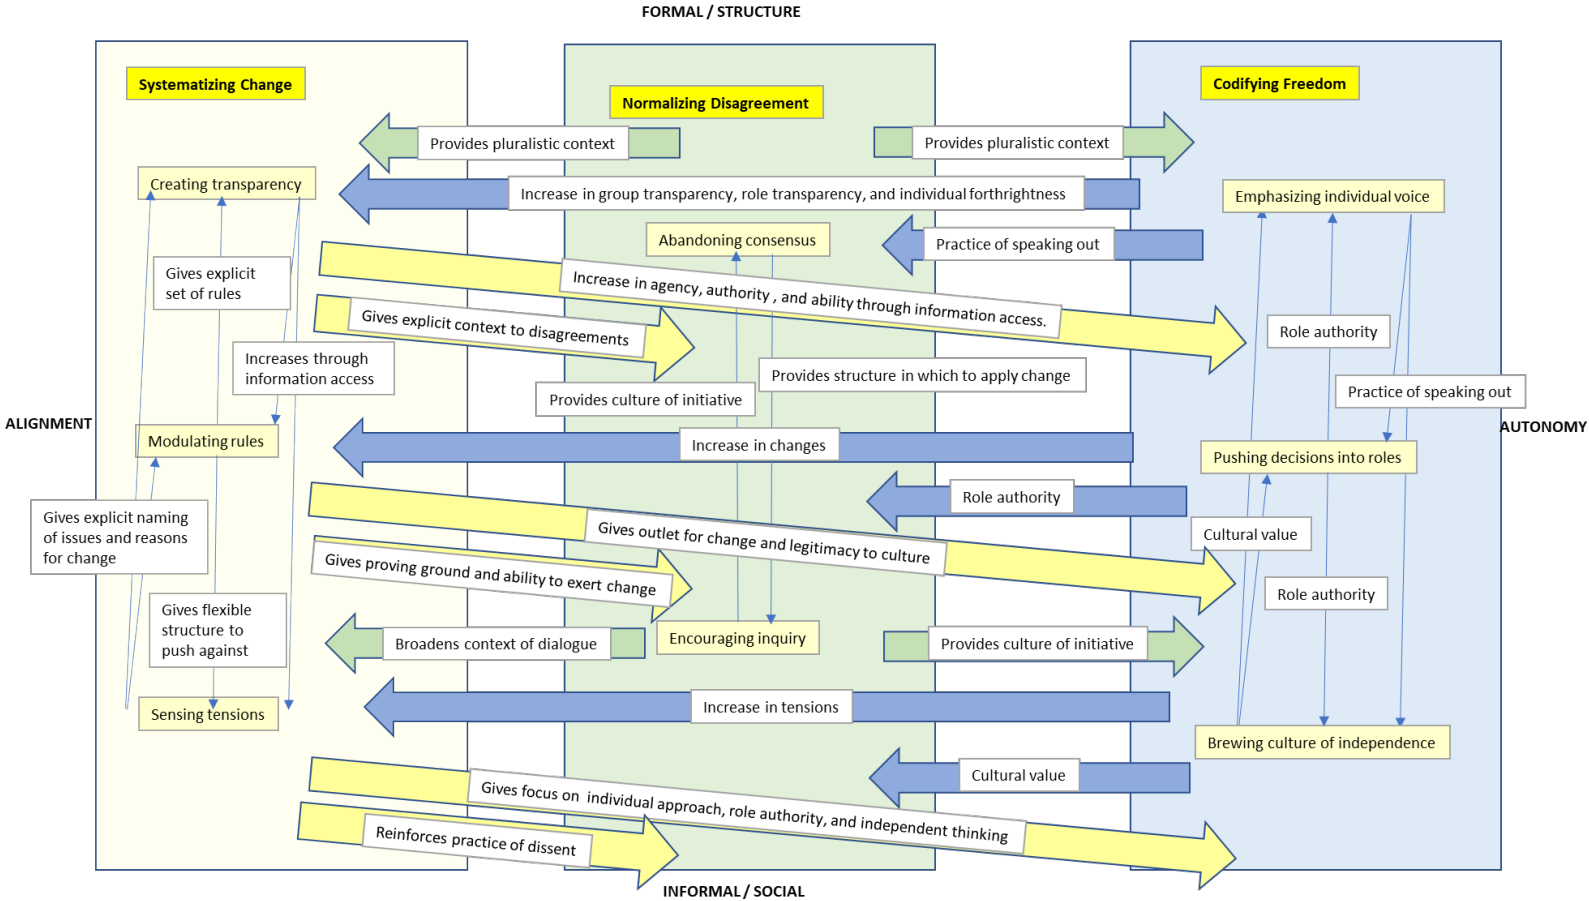 FORMAL / STRUCTURE
Systematizing Change
Normalizing Disagreement
Codifying Freedom
Provides pluralistic context
Provides pluralistic context
Creating transparency
Increase in group transparency, role transparency, and individual forthrightness
Emphasizing individual voice
Abandoning consensus
Practice of speaking out
Gives explicit
set of rules
Increase in agency, authority , and ability through information access.
Gives explicit context to disagreements
Role authority
Increases through
information access
Provides structure in which to apply change
Provides culture of initiative
Practice of speaking out
ALIGNMENT
AUTONOMY
Modulating rules
Increase in changes
Pushing decisions into roles
Role authority
Gives explicit naming
of issues and reasons
for change
Gives outlet for change and legitimacy to culture
Cultural value
Gives proving ground and ability to exert change
Role authority
Gives flexible
structure to
push against
Broadens context of dialogue
Encouraging inquiry
Provides culture of initiative
Sensing tensions
Increase in tensions
Brewing culture of independence
Cultural value
Gives focus on individual approach, role authority, and independent thinking
Reinforces practice of dissent
INFORMAL / SOCIAL